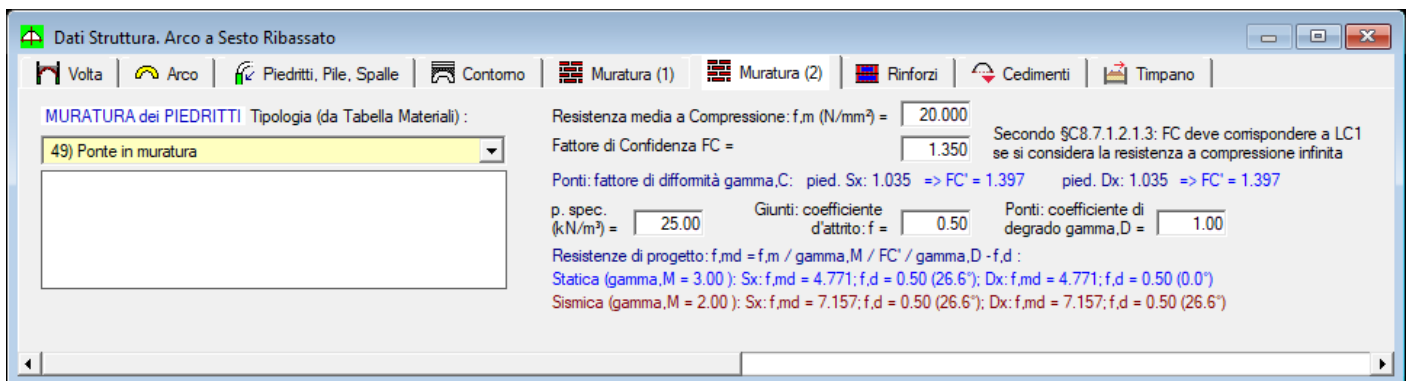 Dati Struttura. Arco a Sesto Ribassato
Volta Arco Piedritti, Pile, Spalle Contorno Muratura (1) Muratura (2) Rinforzi Cedimenti Timpano
MURATURA dei PIEDRITTI Tipologia (da Tabella Materiali) :
49) Ponte in muratura
Resistenza media a Compressione: f,m (N/mm²) = 20.000
Fattore di Confidenza FC = 1.350
Secondo §C8.7.1.2.1.3: FC deve corrispondere a LC1
se si considera la resistenza a compressione infinita
Ponti: fattore di difformità gamma,C: pied. Sx: 1.035 => FC' = 1.397 pied. Dx: 1.035 => FC' = 1.397
p. spec.
(kN/m³) = 25.00
Giunti: coefficiente
d'attrito: f = 0.50
Ponti: coefficiente di
degrado gamma,D = 1.00
Resistenze di progetto: f,md = f,m / gamma,M / FC' / gamma,D - f,d :
Statica (gamma,M = 3.00 ): Sx: f,md = 4.771; f,d = 0.50 (26.6°); Dx: f,md = 4.771; f,d = 0.50 (0.0°)
Sismica (gamma,M = 2.00 ): Sx: f,md = 7.157; f,d = 0.50 (26.6°); Dx: f,md = 7.157; f,d = 0.50 (26.6°)